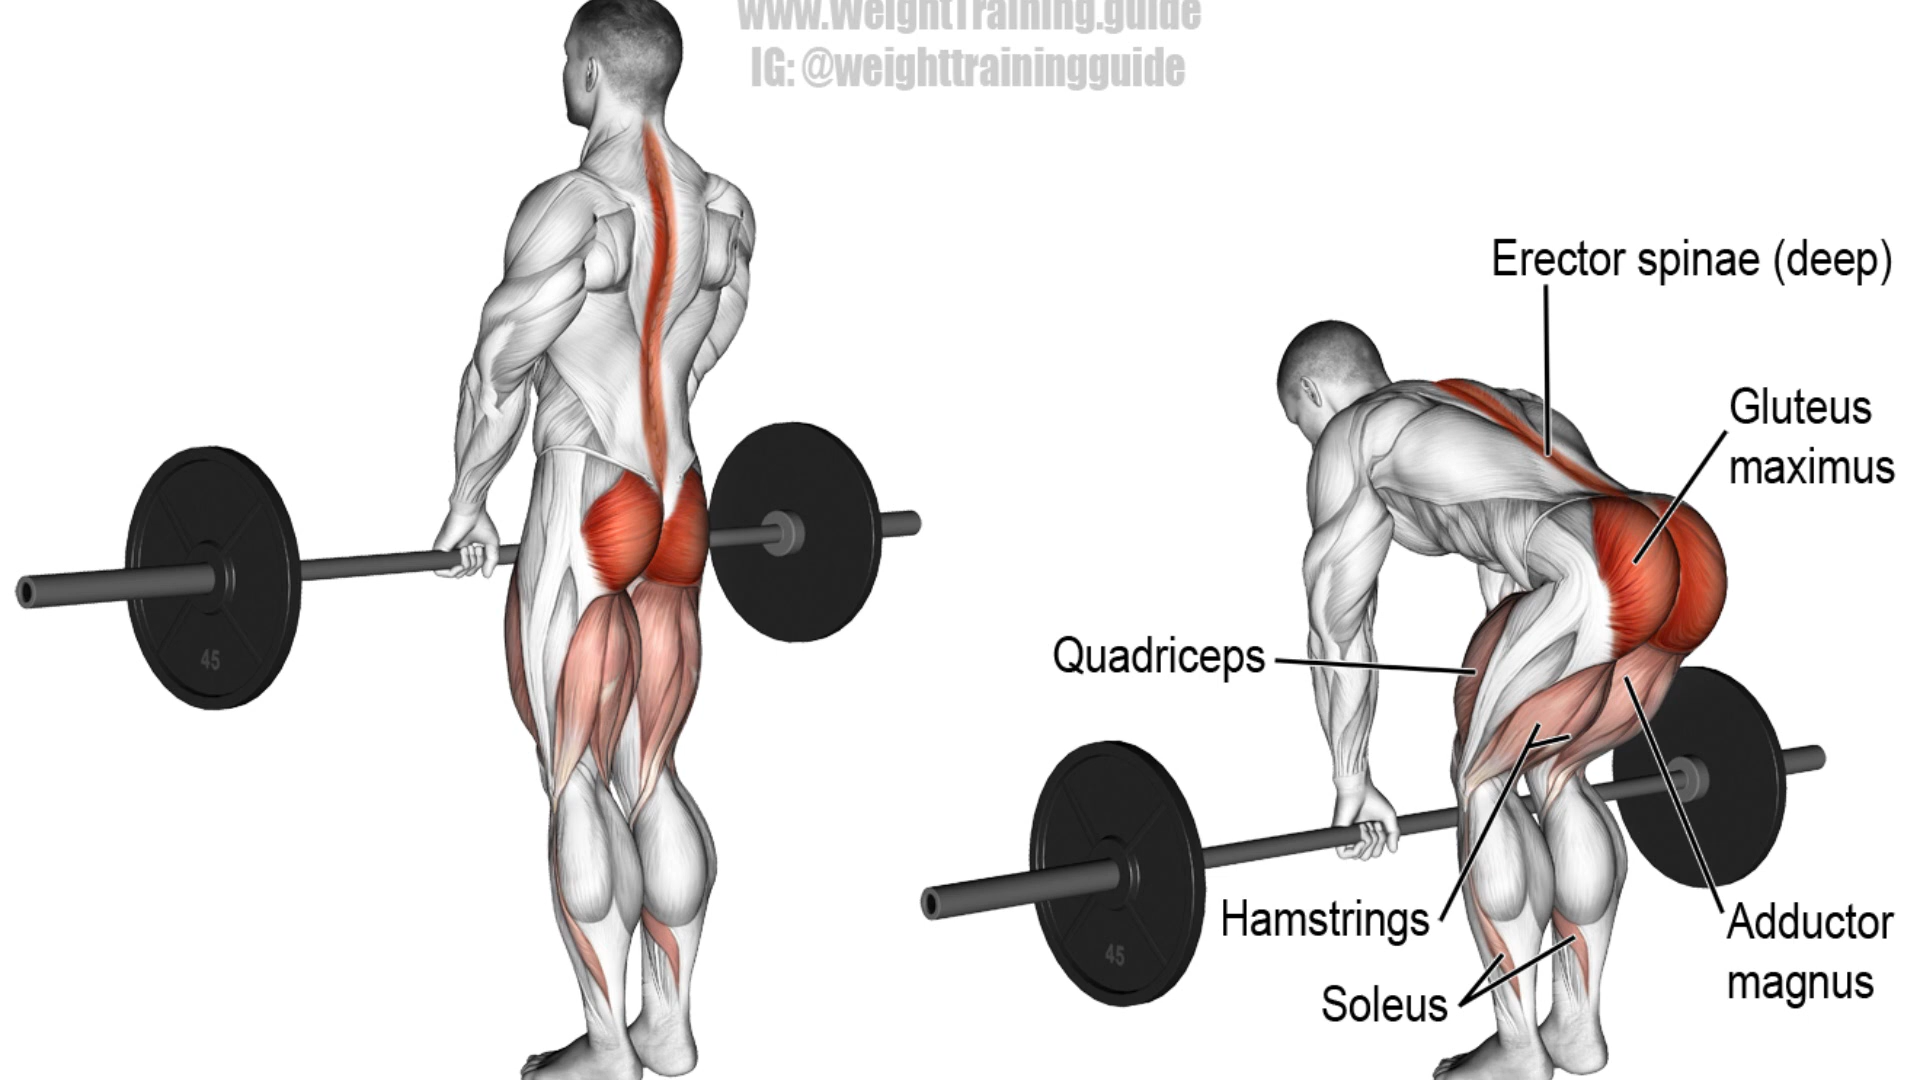 www.WeightTraining.guide
IG: @weighttrainingguide
Erector spinae (deep)
Gluteus
maximus
Quadriceps
45
Hamstrings
Adductor
magnus
45
Soleus